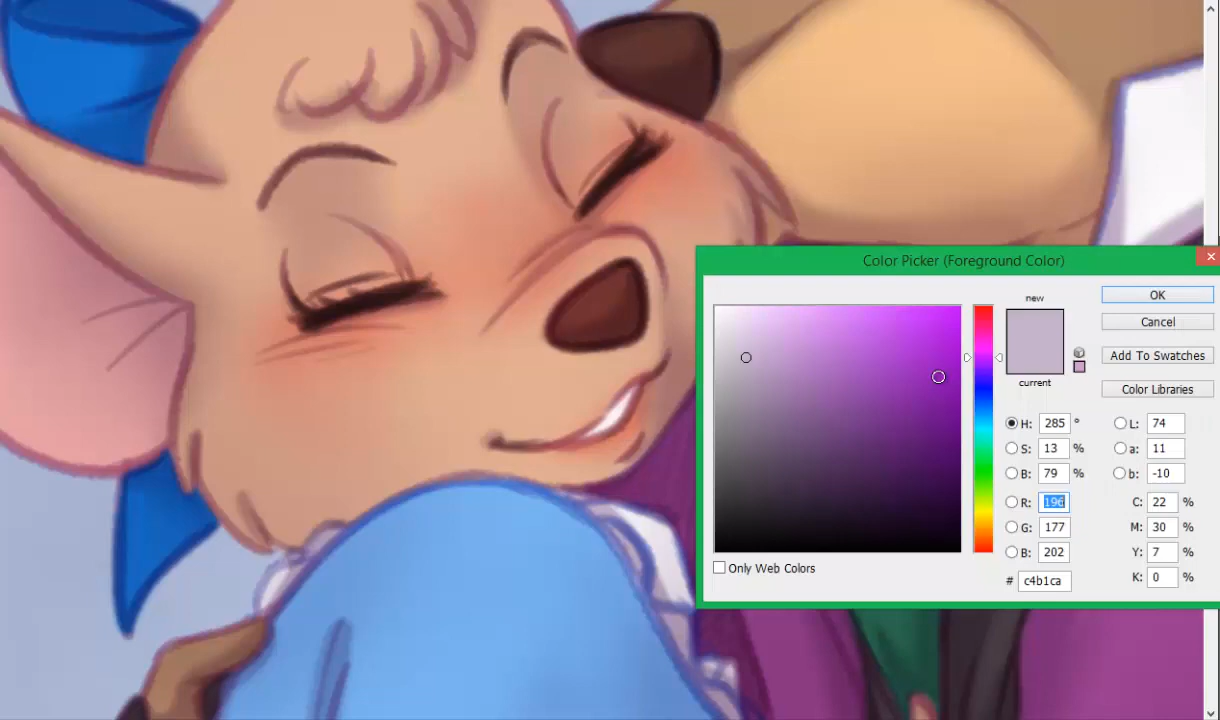 Color Picker (Foreground Color)
new
current
OK
Cancel
Add To Swatches
Color Libraries
H: 285 °
S: 13 %
B: 79 %
R: 196
G: 177
B: 202
# c4b1ca
L: 74
a: 11
b: -10
C: 22 %
M: 30 %
Y: 7 %
K: 0 %
Only Web Colors